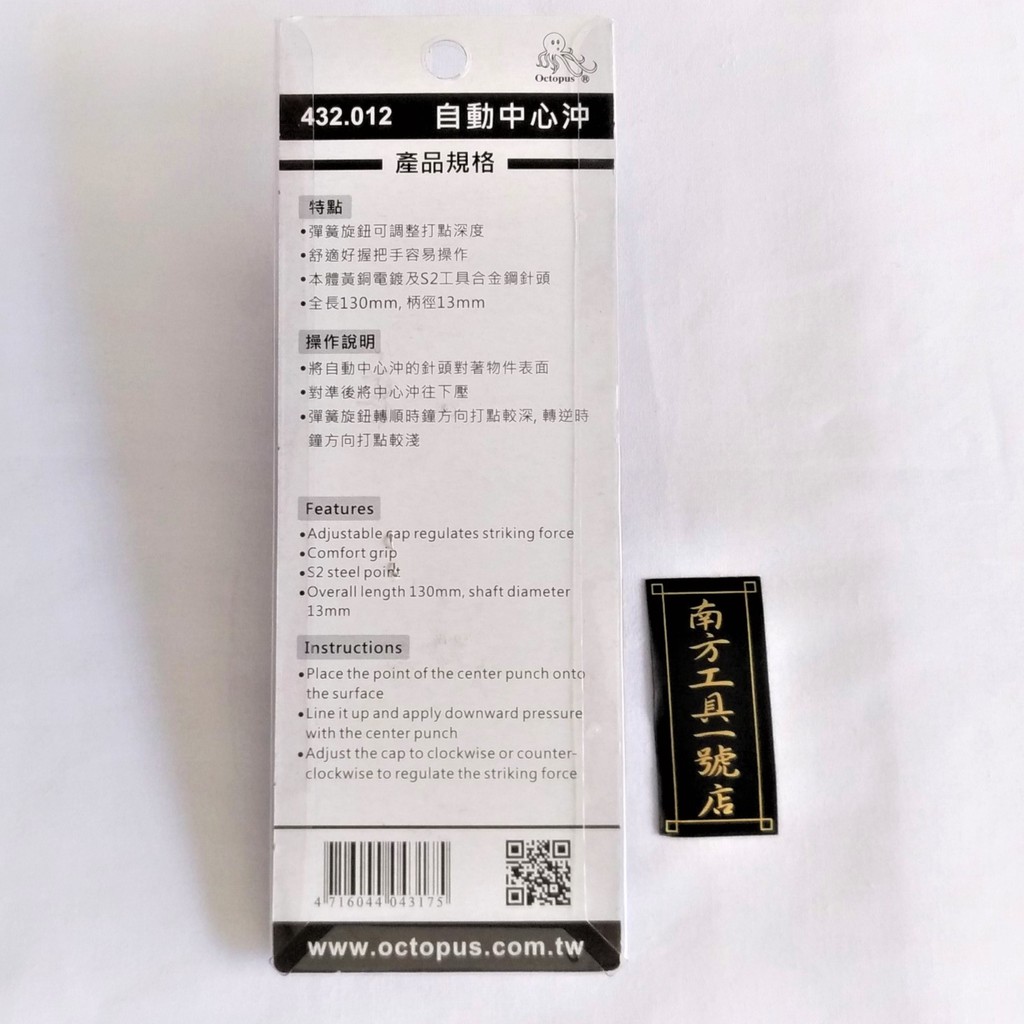 Octopus®
432.012 自動中心沖
產品規格
特點
•彈簧旋鈕可調整打點深度
•舒適好握把手容易操作
•本體黃銅電鍍及S2工具合金鋼針頭
•全長130mm, 柄徑13mm
操作說明
•將自動中心沖的針頭對著物件表面
•對準後將中心沖往下壓
•彈簧旋鈕轉順時鐘方向打點較深, 轉逆時
鐘方向打點較淺
Features
•Adjustable cap regulates striking force
•Comfort grip
•S2 steel point
•Overall length 130mm, shaft diameter
13mm
Instructions
•Place the point of the center punch onto
the surface
•Line it up and apply downward pressure
with the center punch
•Adjust the cap to clockwise or counter-
clockwise to regulate the striking force
4 716044 043175
www.octopus.com.tw
南方工具一號店